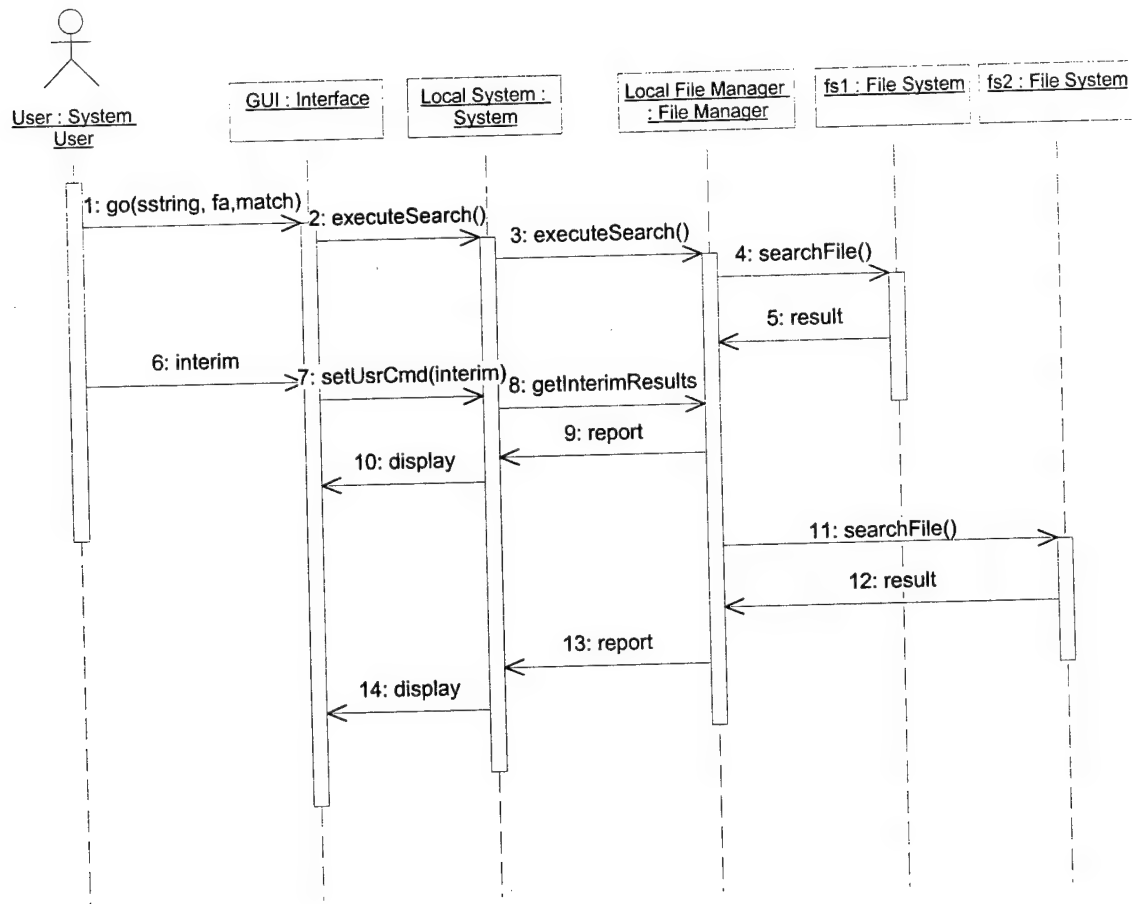 User : System
User
GUI : Interface
Local System :
System
Local File Manager
: File Manager
fs1 : File System
fs2 : File System
1: go(sstring, fa,match)
2: executeSearch()
3: executeSearch()
4: searchFile()
5: result
6: interim
7: setUsrCmd(interim)
8: getInterimResults
9: report
10: display
11: searchFile()
12: result
13: report
14: display